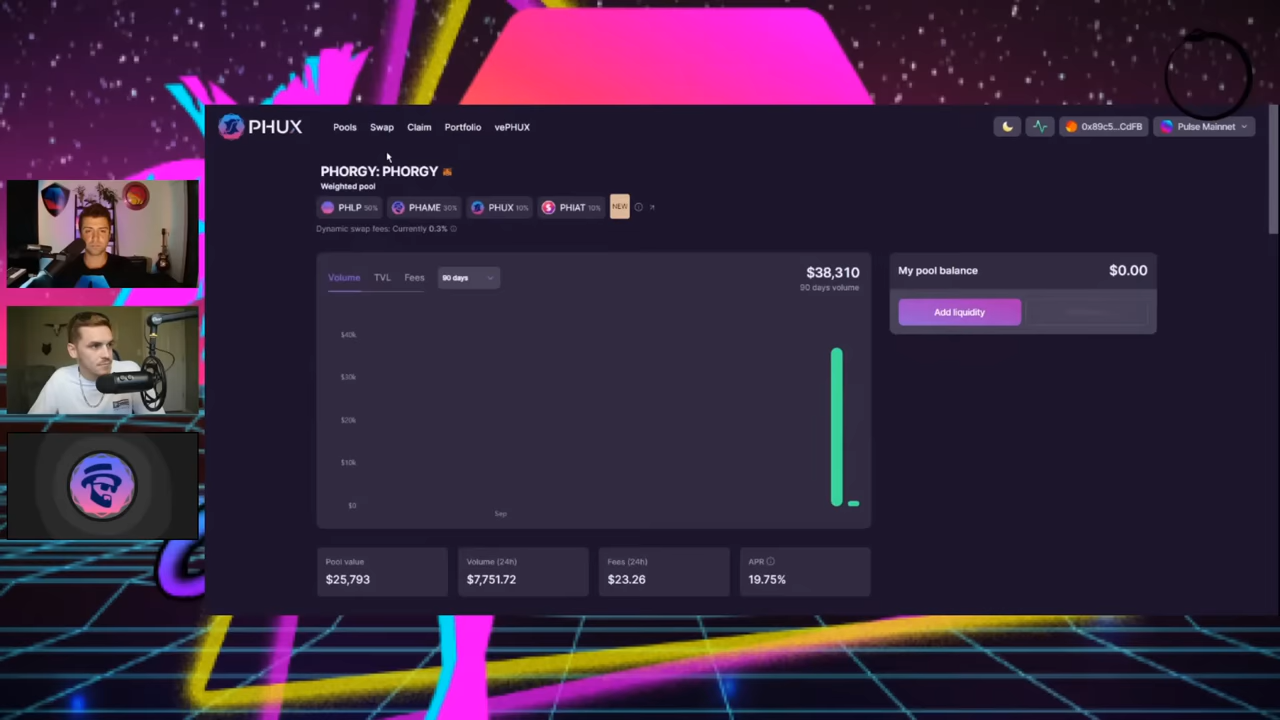 PHUX Pools Swap Claim Portfolio vePHUX 0x89c5...CdFB Pulse Mainnet
PHORGY: PHORGY
Weighted pool
PHLP 50% PHAME 30% PHUX 10% PHIAT 10% NEW
Dynamic swap fees: Currently 0.3%
Volume TVL Fees 90 days
$38,310
90 days volume
My pool balance $0.00
Add liquidity
$40k
$30k
$20k
$10k
$0
Sep
Pool value Volume (24h) Fees (24h) APR
$25,793 $7,751.72 $23.26 19.75%